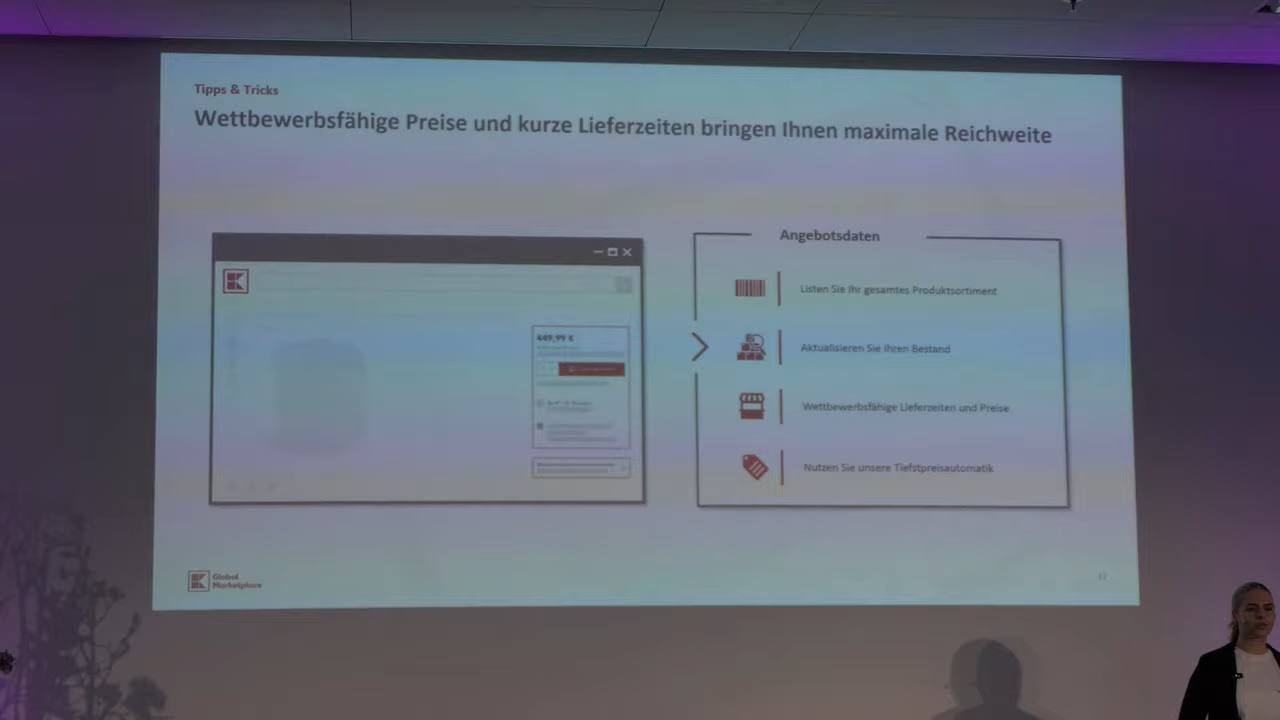 Tipps & Tricks
Wettbewerbsfähige Preise und kurze Lieferzeiten bringen Ihnen maximale Reichweite
Angebotsdaten
449,99 €
Listen Sie Ihr gesamtes Produktsortiment
Aktualisieren Sie Ihren Bestand
Wettbewerbsfähige Lieferzeiten und Preise
Nutzen Sie unsere Tiefstpreisautomatik
Global
Marketplace